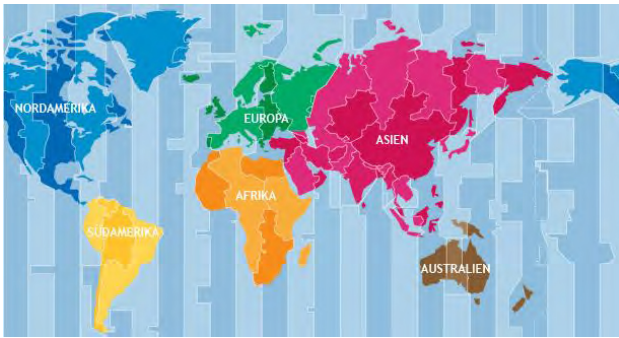 NORDAMERIKA
EUROPA
ASIEN
AFRIKA
SÜDAMERIKA
AUSTRALIEN